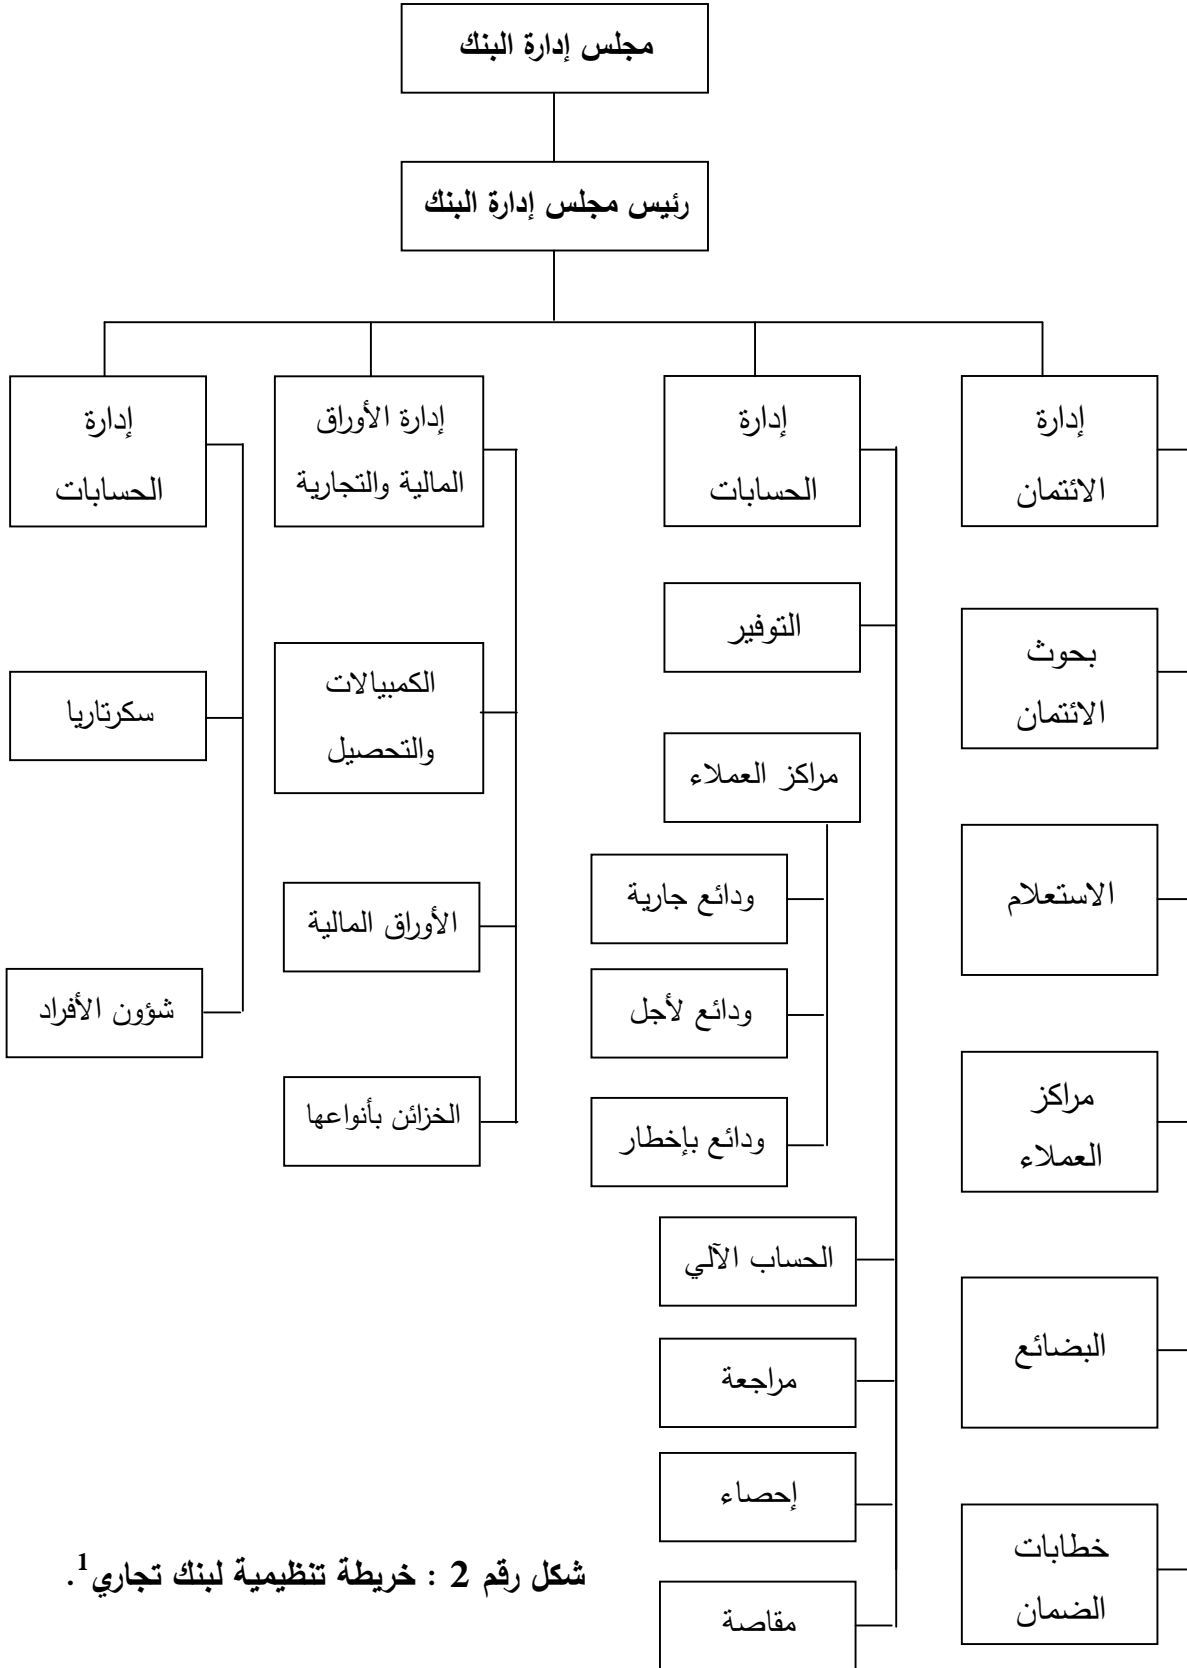 مجلس إدارة البنك
رئيس مجلس إدارة البنك
إدارة
الائتمان
بحوث
الائتمان
الاستعلام
مراكز
العملاء
البضائع
خطابات
الضمان
إدارة
الحسابات
التوفير
مراكز العملاء
ودائع جارية
ودائع لأجل
ودائع بإخطار
الحساب الآلي
مراجعة
إحصاء
مقاصة
إدارة الأوراق
المالية والتجارية
الكمبيالات
والتحصيل
الأوراق المالية
الخزائن بأنواعها
إدارة
الحسابات
سكرتاريا
شؤون الأفراد
شكل رقم 2 : خريطة تنظيمية لبنك تجاري1.